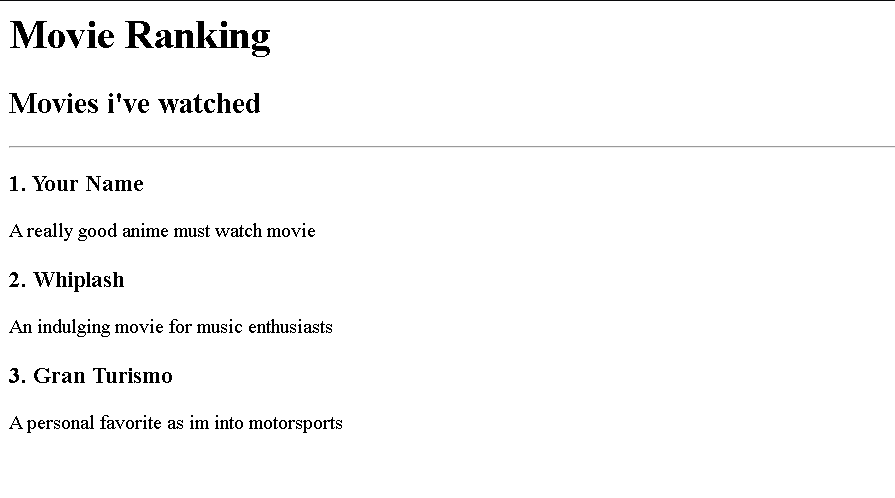 Movie Ranking
Movies i've watched
1. Your Name
A really good anime must watch movie
2. Whiplash
An indulging movie for music enthusiasts
3. Gran Turismo
A personal favorite as im into motorsports